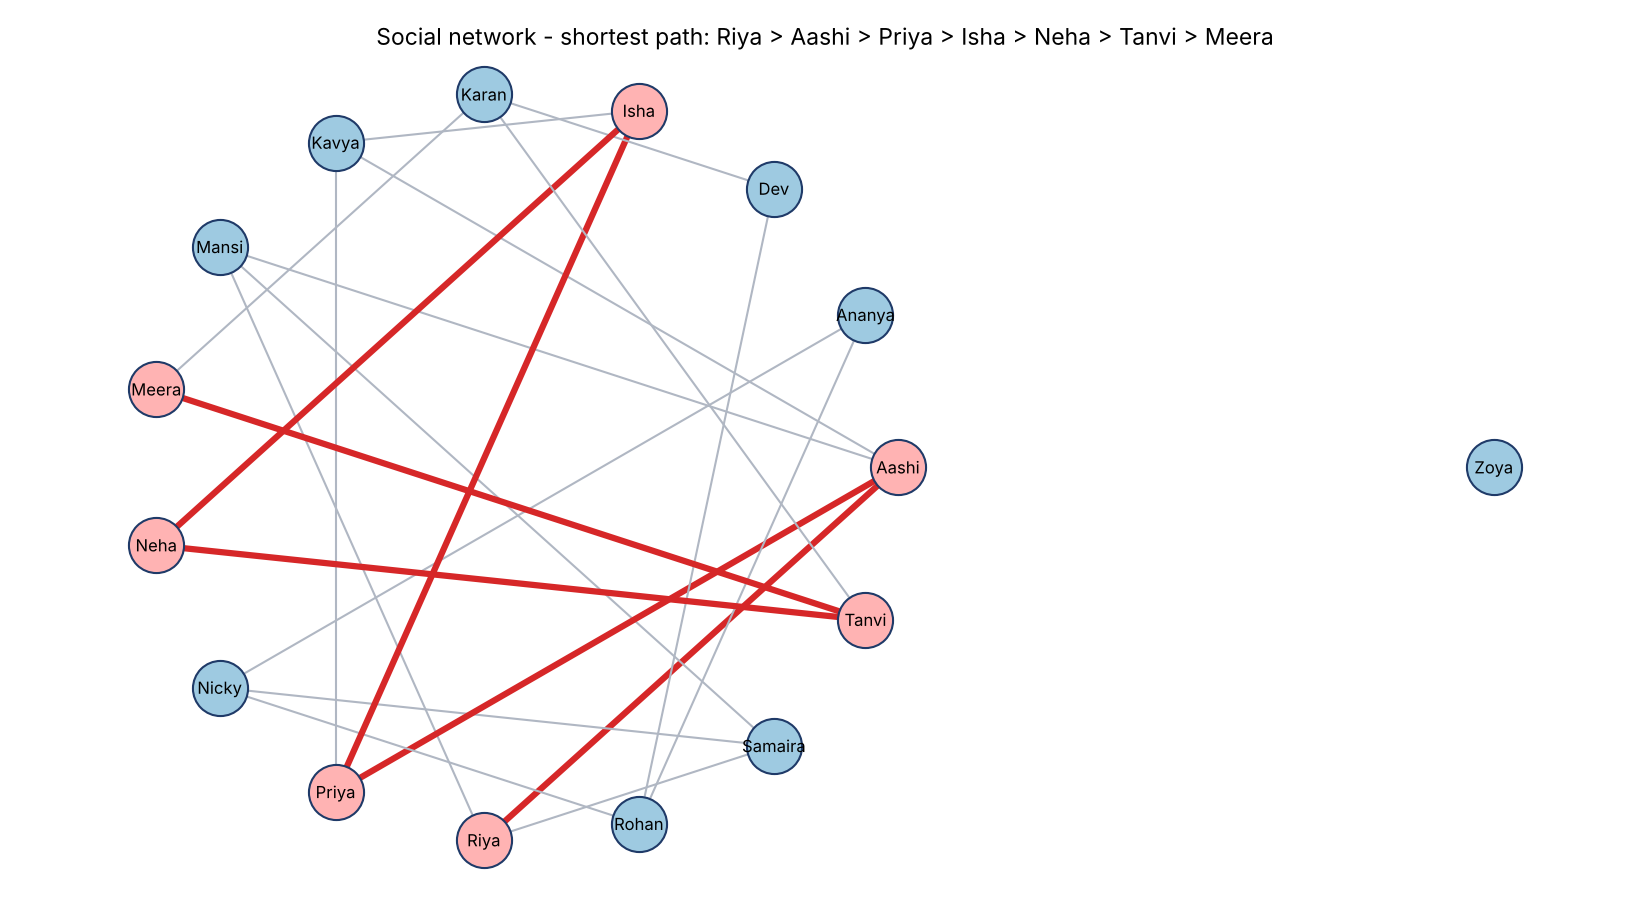 Social network - shortest path: Riya > Aashi > Priya > Isha > Neha > Tanvi > Meera
Karan
Isha
Kavya
Dev
Mansi
Ananya
Meera
Aashi
Zoya
Neha
Tanvi
Nicky
Samaira
Priya
Rohan
Riya